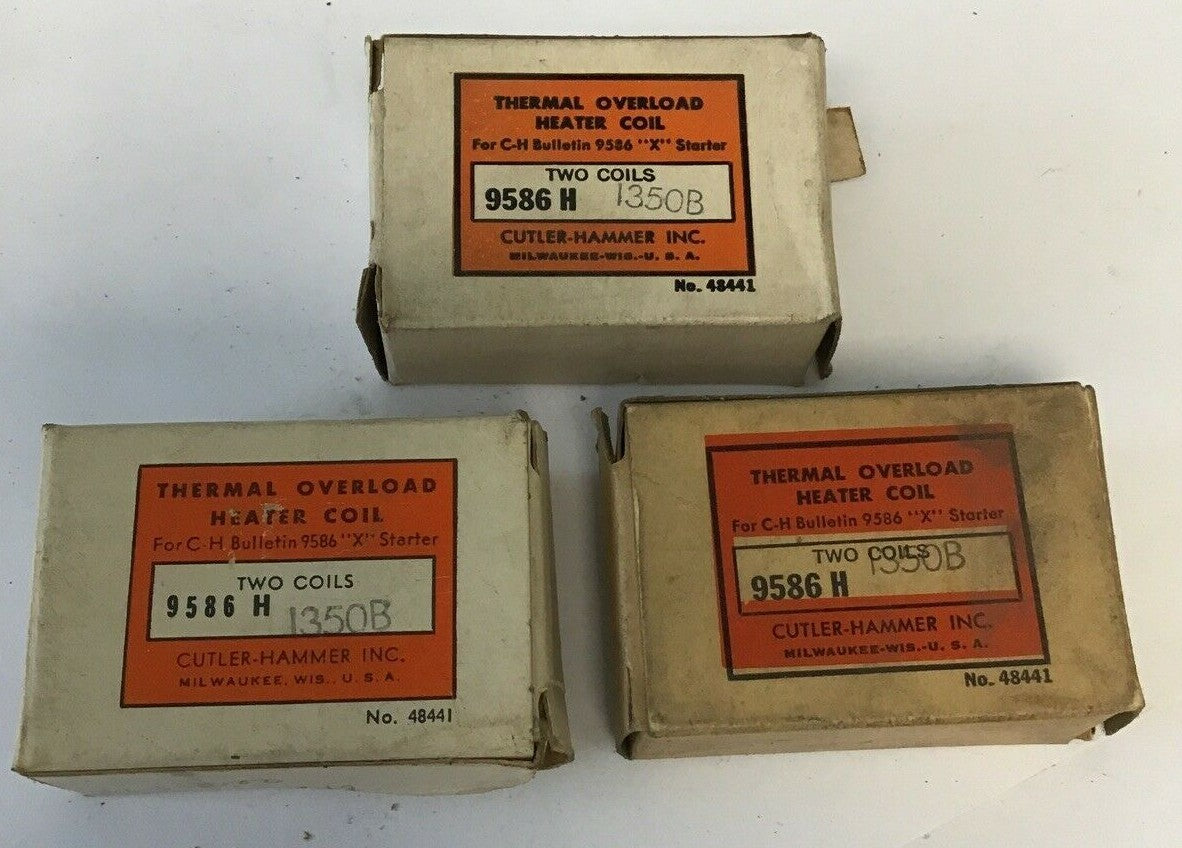 THERMAL OVERLOAD
HEATER COIL
For C-H Bulletin 9586 "X" Starter
TWO COILS
9586 H 1350B
CUTLER-HAMMER INC.
MILWAUKEE-WIS.-U. S. A.
No. 48441
THERMAL OVERLOAD
HEATER COIL
For C-H Bulletin 9586 "X" Starter
TWO COILS
9586 H 1350B
CUTLER-HAMMER INC.
MILWAUKEE, WIS., U. S. A.
No. 48441
THERMAL OVERLOAD
HEATER COIL
For C-H Bulletin 9586 "X" Starter
TWO COILS
9586 H 1350B
CUTLER-HAMMER INC.
MILWAUKEE-WIS.-U. S. A.
No. 48441